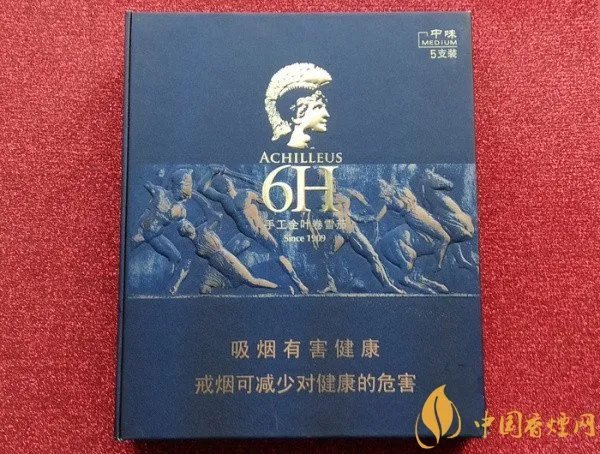 中味
MEDIUM
5支装
ACHILLEUS
6H
手工全叶卷雪茄
Since 1909
吸烟有害健康
戒烟可减少对健康的危害
中国香烟网